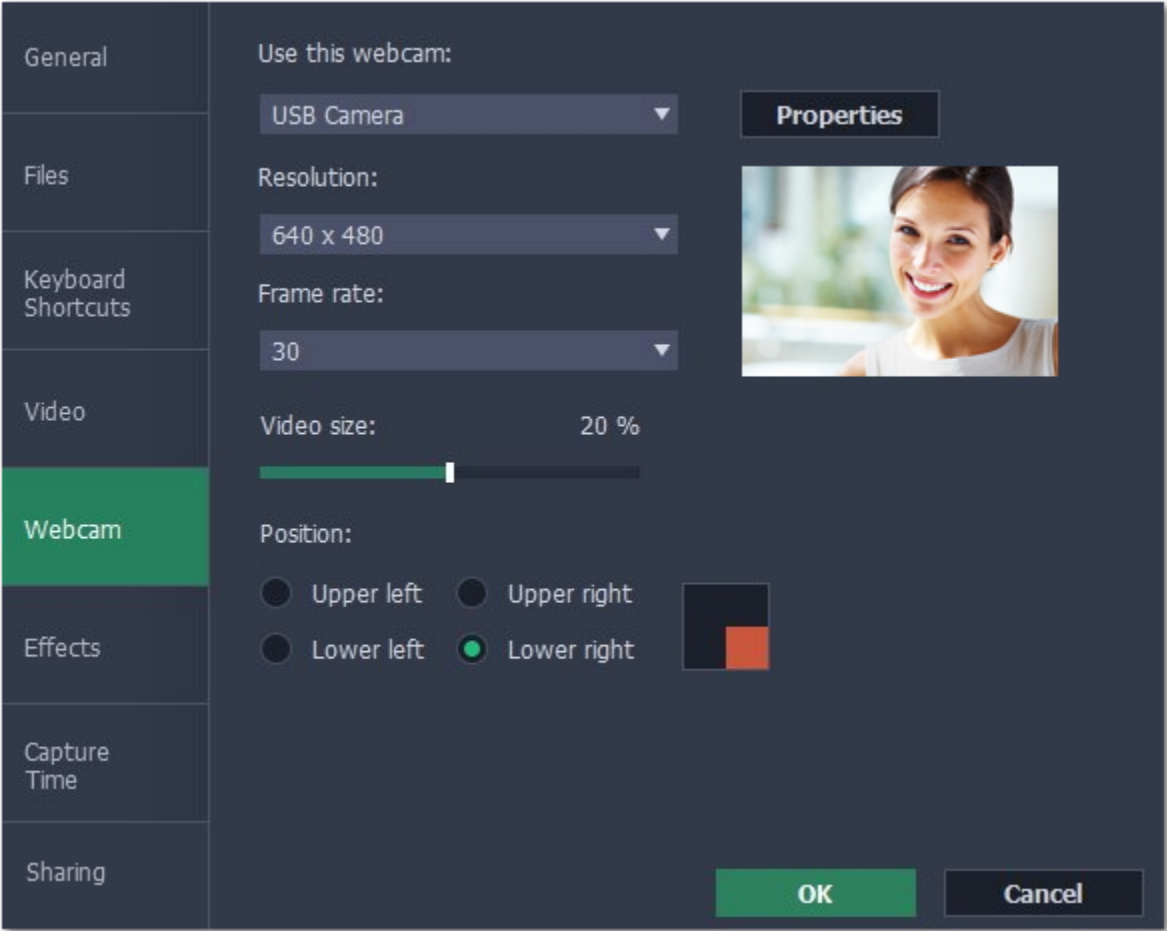 General
Files
Keyboard
Shortcuts
Video
Webcam
Effects
Capture
Time
Sharing
Use this webcam:
USB Camera
Properties
Resolution:
640 x 480
Frame rate:
30
Video size: 20 %
Position:
Upper left Upper right
Lower left Lower right
OK Cancel